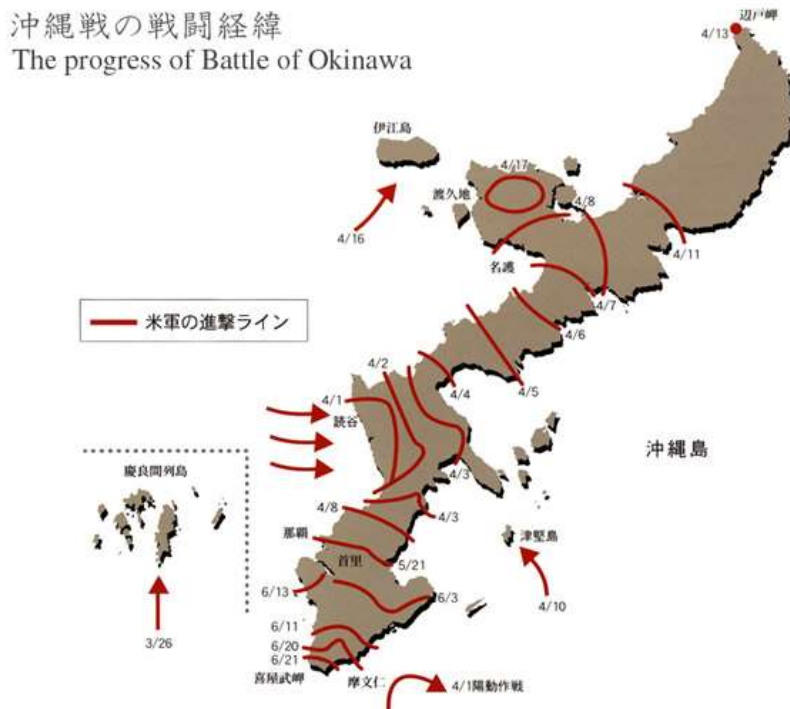 沖縄戦の戦闘経緯
The progress of Battle of Okinawa
辺戸岬
4/13
伊江島
4/17
渡久地
4/8
4/16
4/11
名護
4/7
米軍の進撃ライン
4/6
4/2
4/5
4/4
4/1
読谷
沖縄島
慶良間列島
4/3
4/8
4/3
那覇
津堅島
首里
5/21
6/13
6/3
4/10
3/26
6/11
6/20
6/21
喜屋武岬
摩文仁
4/1陽動作戦